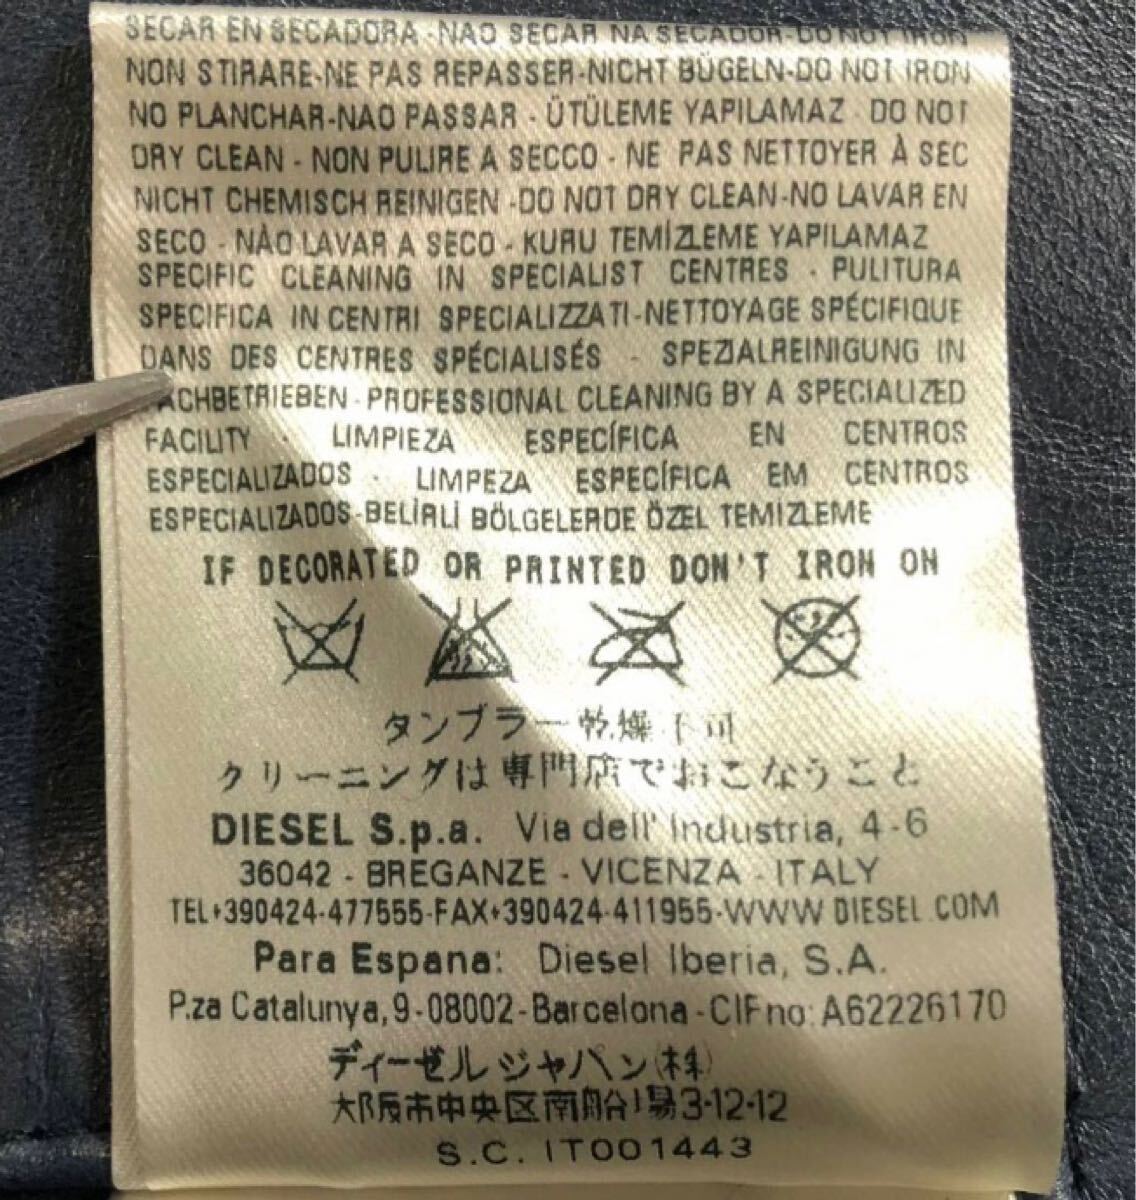 SECAR EN SECADORA-NAO SECAR NA SECADOR-DO NOT IRON
NON STIRARE-NE PAS REPASSER-NICHT BÜGELN-DO NOT IRON
NO PLANCHAR-NAO PASSAR - ÜTÜLEME YAPILAMAZ DO NOT
DRY CLEAN - NON PULIRE A SECCO - NE PAS NETTOYER À SEC
NICHT CHEMISCH REINIGEN -DO NOT DRY CLEAN-NO LAVAR EN
SECO - NÀO LAVAR A SECO - KURU TEMİZLEME YAPILAMAZ
SPECIFIC CLEANING IN SPECIALIST CENTRES - PULITURA
SPECIFICA IN CENTRI SPECIALIZZATI-NETTOYAGE SPÉCIFIQUE
DANS DES CENTRES SPÉCIALISÉS - SPEZIALREINIGUNG IN
ACHBETRIEBEN-PROFESSIONAL CLEANING BY A SPECIALIZED
FACILITY - LIMPIEZA ESPECÍFICA EN CENTROS
ESPECIALIZADOS - LIMPEZA ESPECÍFICA EM CENTROS
ESPECIALIZADOS-BELİRLİ BÖLGELERDE ÖZEL TEMIZLEME
IF DECORATED OR PRINTED DON'T IRON ON
タンブラー乾燥不可
クリーニングは専門店でおこなうこと
DIESEL S.p.a. Via dell' Industria, 4-6
36042 - BREGANZE - VICENZA - ITALY
TEL+390424-477555-FAX+390424-411955-WWW DIESEL.COM
Para Espana: Diesel Iberia, S.A.
P.za Catalunya,9-08002-Barcelona-CIF no: A62226170
ディーゼル ジャパン(株)
大阪市中央区南船場3-12-12
S.C. IT001443